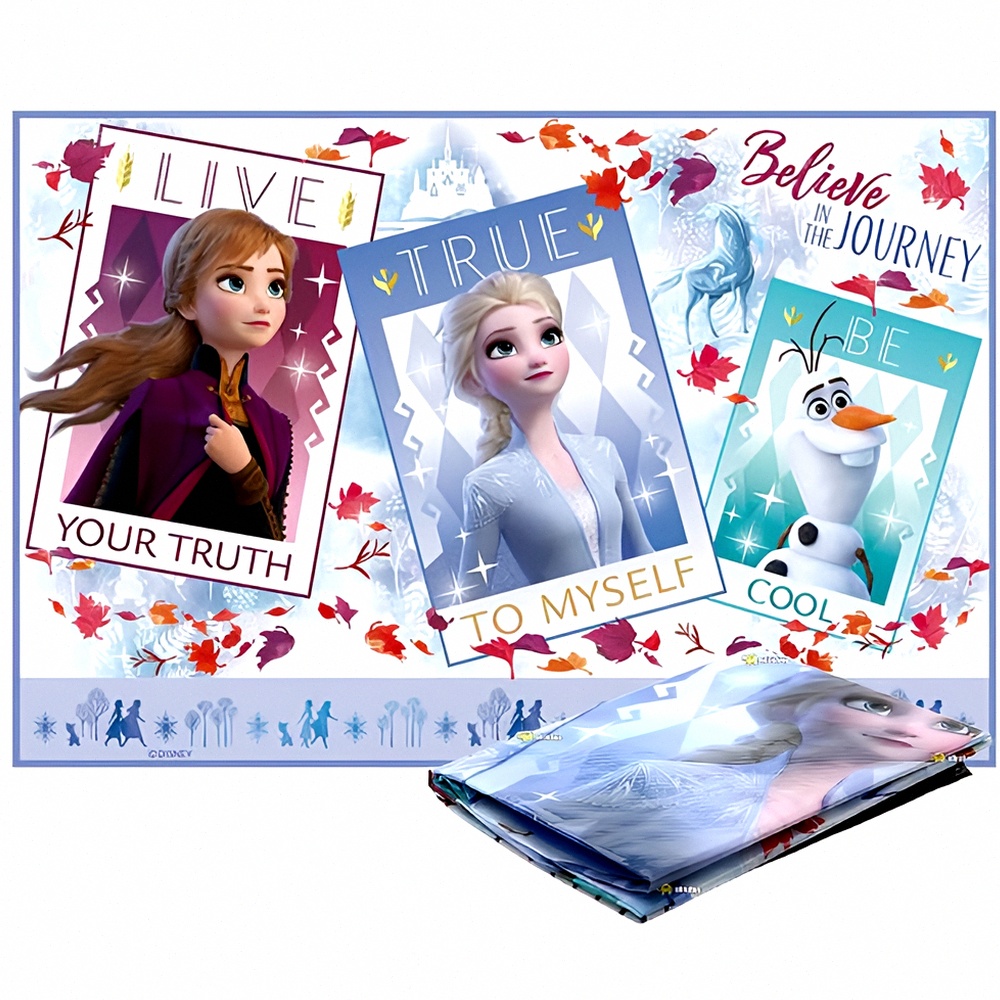 LIVE
YOUR TRUTH
TRUE
TO MYSELF
Believe
IN
THE JOURNEY
BE
COOL
©DISNEY